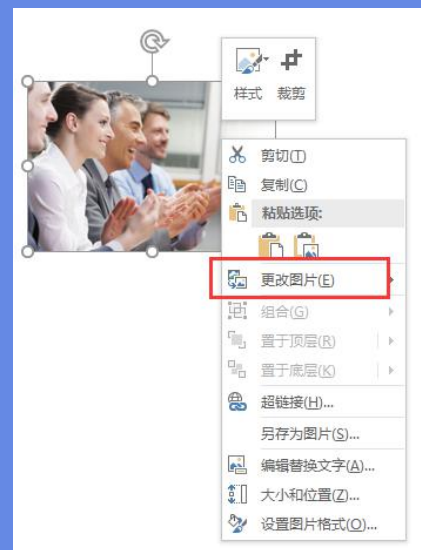 样式 裁剪
剪切(T)
复制(C)
粘贴选项:
更改图片(E)
组合(G)
置于顶层(R)
置于底层(K)
超链接(H)...
另存为图片(S)...
编辑替换文字(A)...
大小和位置(Z)...
设置图片格式(O)...